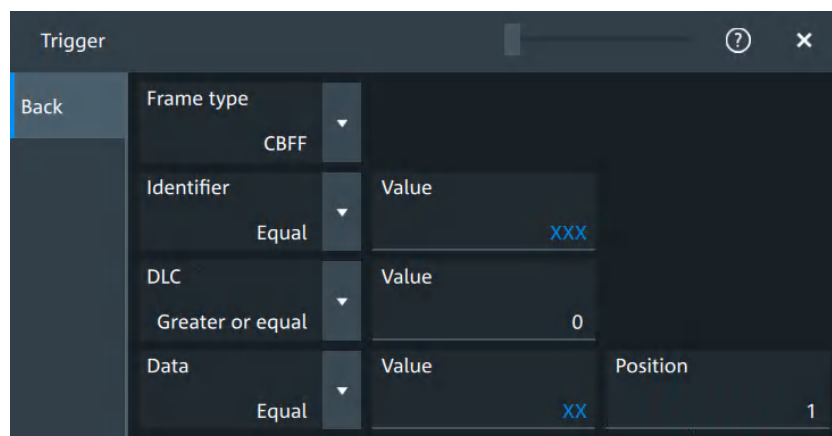 Trigger ? ×
Back
Frame type
CBFF
Identifier Value
Equal XXX
DLC Value
Greater or equal 0
Data Value Position
Equal XX 1